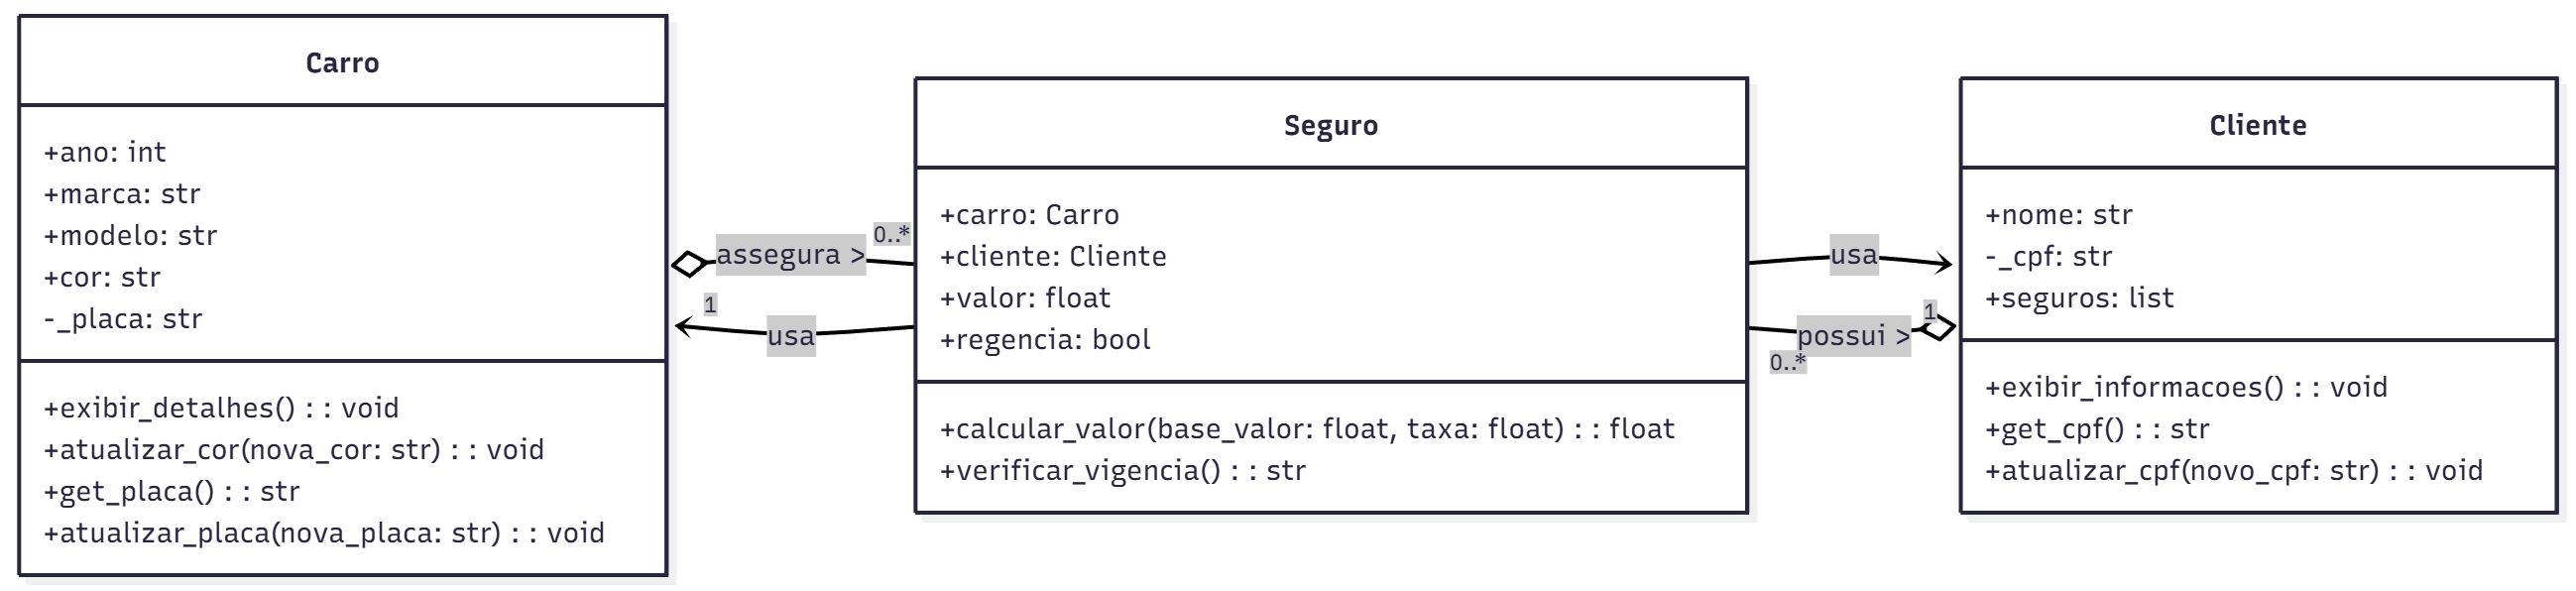 Carro
+ano: int
+marca: str
+modelo: str
+cor: str
-_placa: str
+exibir_detalhes() : : void
+atualizar_cor(nova_cor: str) : : void
+get_placa() : : str
+atualizar_placa(nova_placa: str) : : void
assegura >
0..*
1
usa
Seguro
+carro: Carro
+cliente: Cliente
+valor: float
+regencia: bool
+calcular_valor(base_valor: float, taxa: float) : : float
+verificar_vigencia() : : str
usa
1
possui >
0..*
Cliente
+nome: str
-_cpf: str
+seguros: list
+exibir_informacoes() : : void
+get_cpf() : : str
+atualizar_cpf(novo_cpf: str) : : void